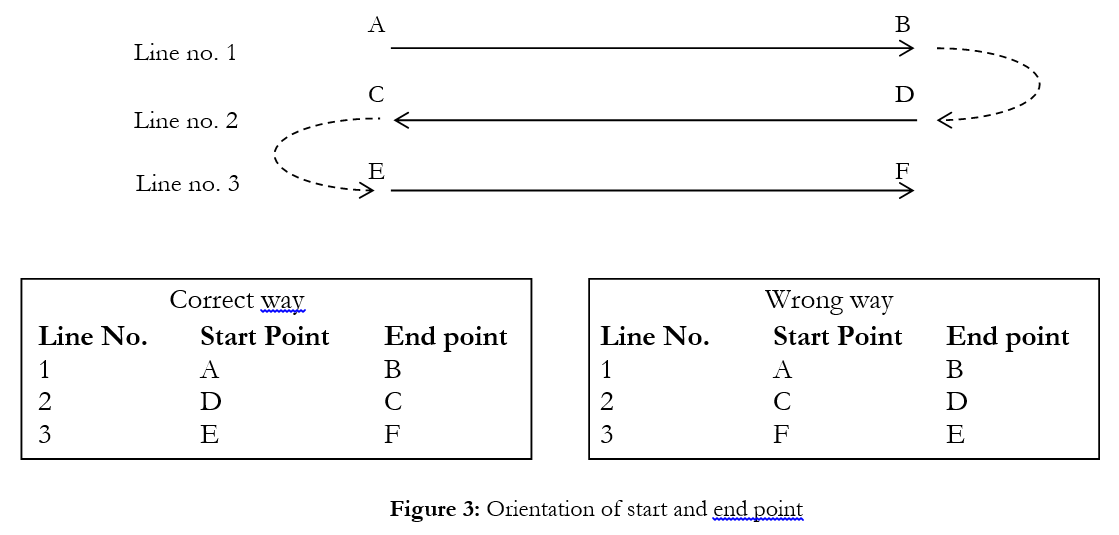 A B
Line no. 1
C D
Line no. 2
E F
Line no. 3
Correct way
Line No. Start Point End point
1 A B
2 D C
3 E F
Wrong way
Line No. Start Point End point
1 A B
2 C D
3 F E
Figure 3: Orientation of start and end point